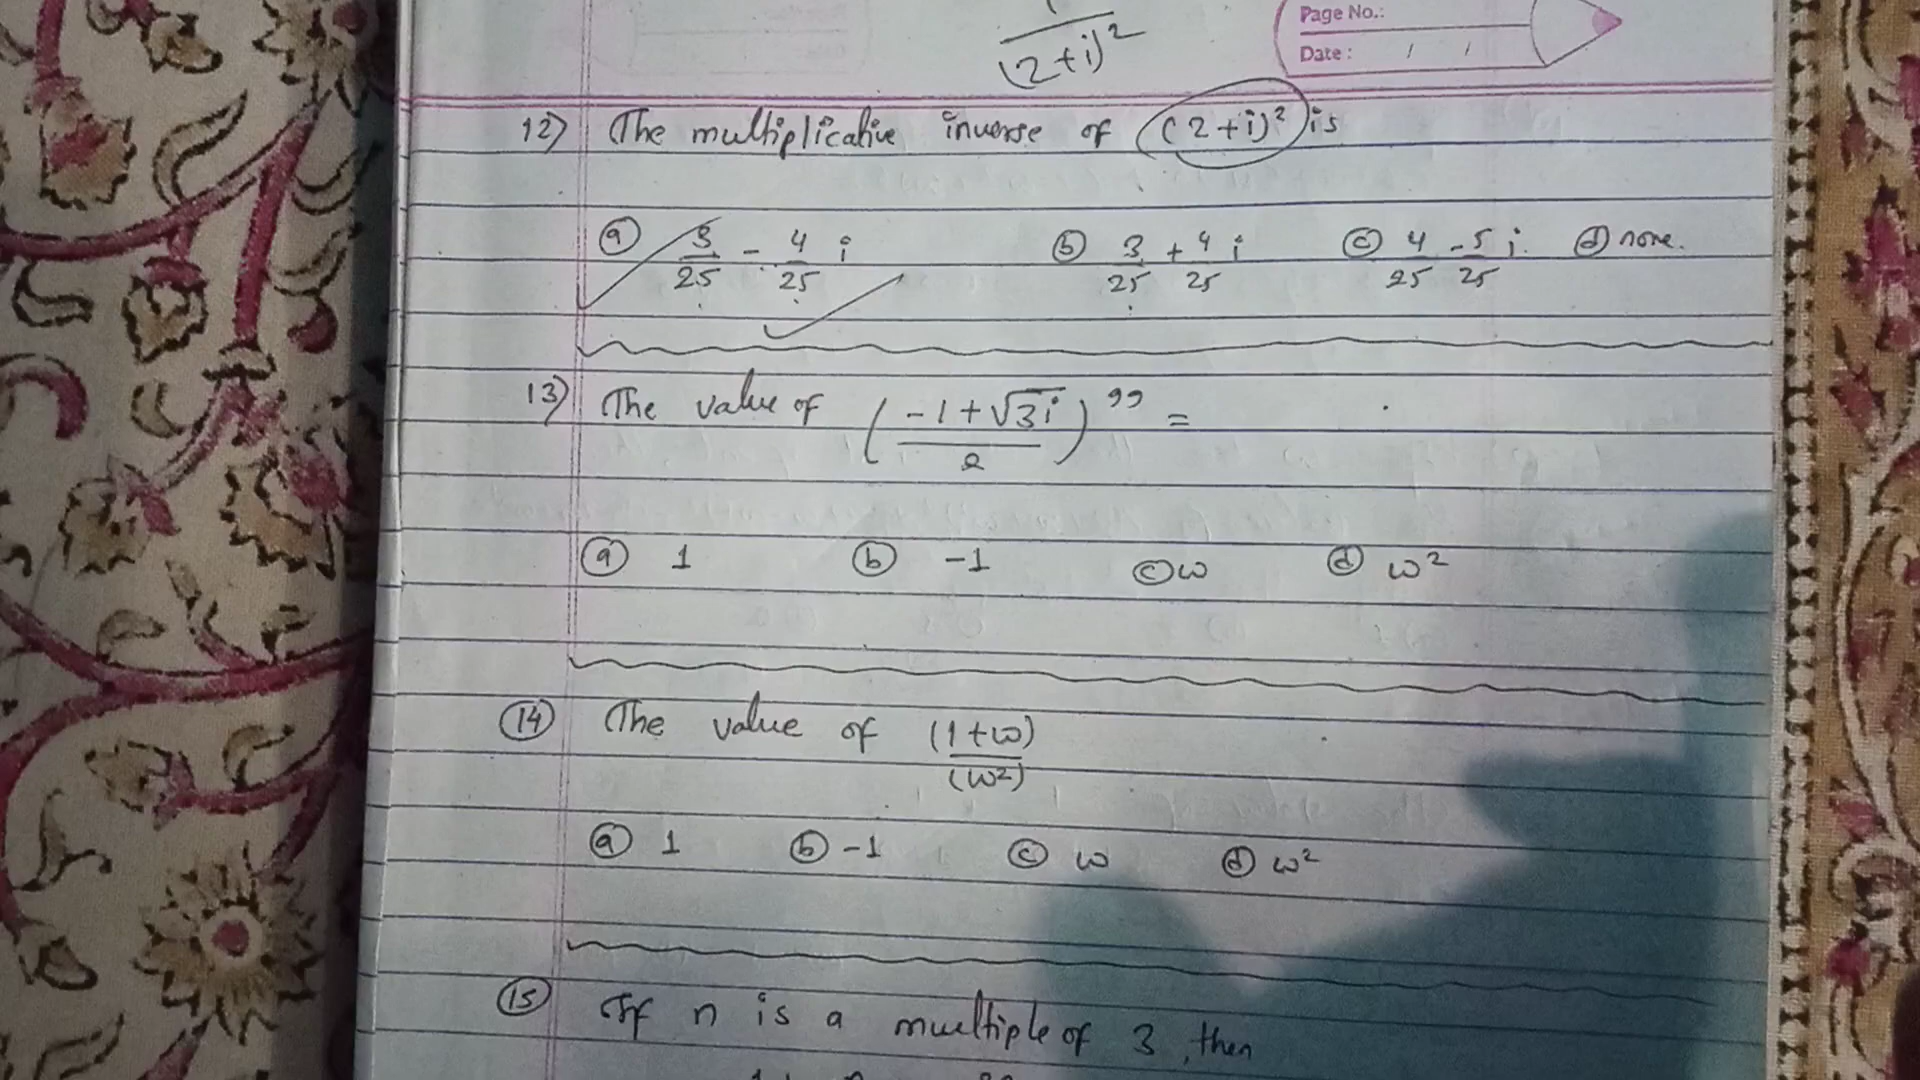 (2+i)²
Page No.:
Date: / /
12) The multiplicative inverse of (2+i)² is
(a) 3/25 - 4/25 i (b) 3/25 + 4/25 i (c) 4/25 - 5/25 i. (d) none.
13) The value of ((-1+√3i)/2)^99 =
(a) 1 (b) -1 (c) ω (d) ω²
(14) The value of (1+ω)/(ω²)
(a) 1 (b) -1 (c) ω (d) ω²
(15) If n is a multiple of 3, then